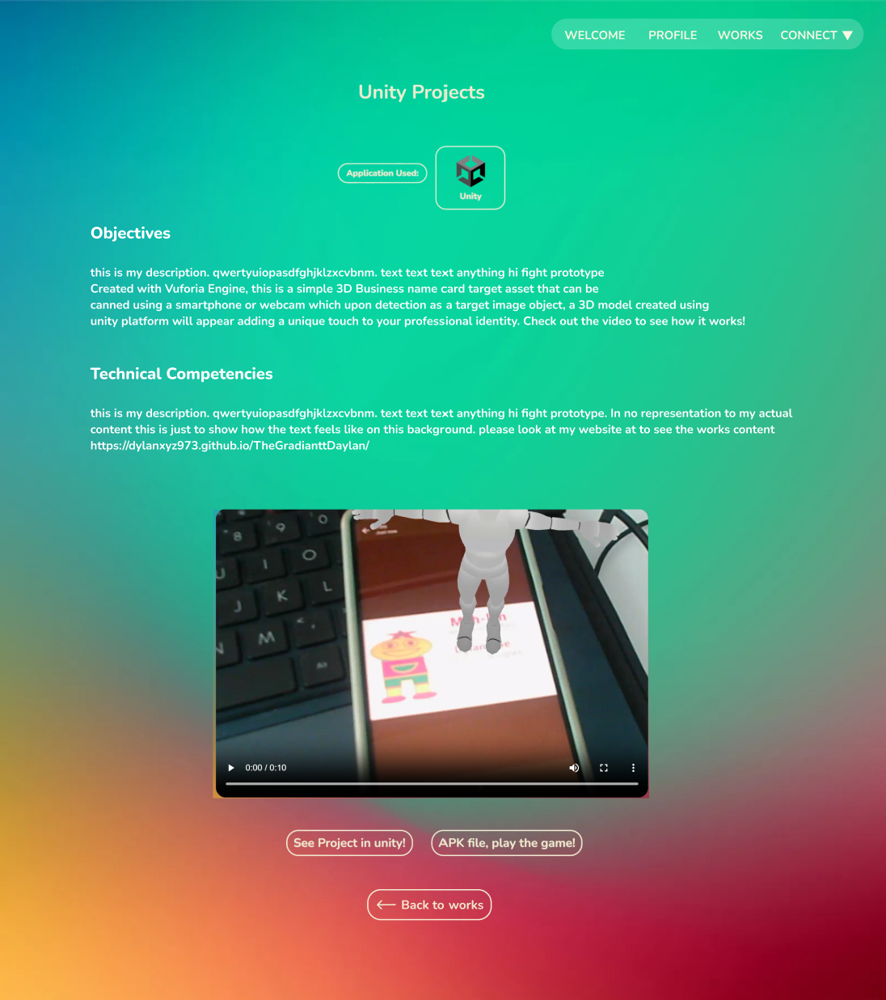 WELCOME PROFILE WORKS CONNECT ▼
Unity Projects
Application Used:
Unity
Objectives
this is my description. qwertyuiopasdfghjklzxcvbnm. text text text anything hi fight prototype
Created with Vuforia Engine, this is a simple 3D Business name card target asset that can be
canned using a smartphone or webcam which upon detection as a target image object, a 3D model created using
unity platform will appear adding a unique touch to your professional identity. Check out the video to see how it works!
Technical Competencies
this is my description. qwertyuiopasdfghjklzxcvbnm. text text text anything hi fight prototype. In no representation to my actual
content this is just to show how the text feels like on this background. please look at my website at to see the works content
https://dylanxyz973.github.io/TheGradianttDaylan/
8 9 0
U I O
J K L
N M < ,
Alt
0:00 / 0:10
See Project in unity! APK file, play the game!
Back to works